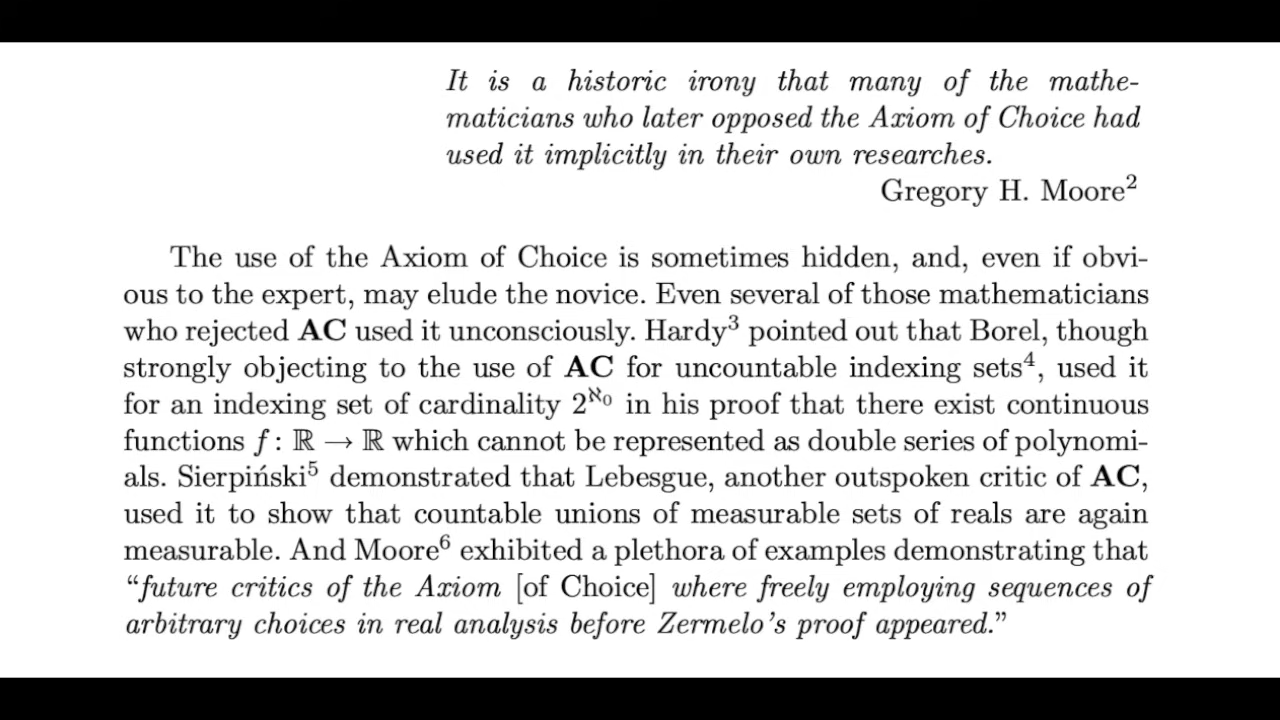 It is a historic irony that many of the mathe-
maticians who later opposed the Axiom of Choice had
used it implicitly in their own researches.
Gregory H. Moore²
The use of the Axiom of Choice is sometimes hidden, and, even if obvi-
ous to the expert, may elude the novice. Even several of those mathematicians
who rejected AC used it unconsciously. Hardy³ pointed out that Borel, though
strongly objecting to the use of AC for uncountable indexing sets⁴, used it
for an indexing set of cardinality 2^ℵ₀ in his proof that there exist continuous
functions f: ℝ → ℝ which cannot be represented as double series of polynomi-
als. Sierpiński⁵ demonstrated that Lebesgue, another outspoken critic of AC,
used it to show that countable unions of measurable sets of reals are again
measurable. And Moore⁶ exhibited a plethora of examples demonstrating that
“future critics of the Axiom [of Choice] where freely employing sequences of
arbitrary choices in real analysis before Zermelo’s proof appeared.”